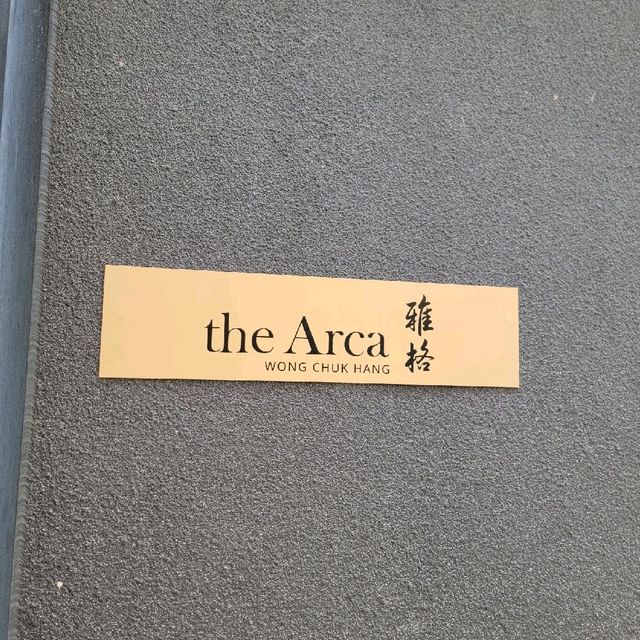 the Arca
WONG CHUK HANG
雅格